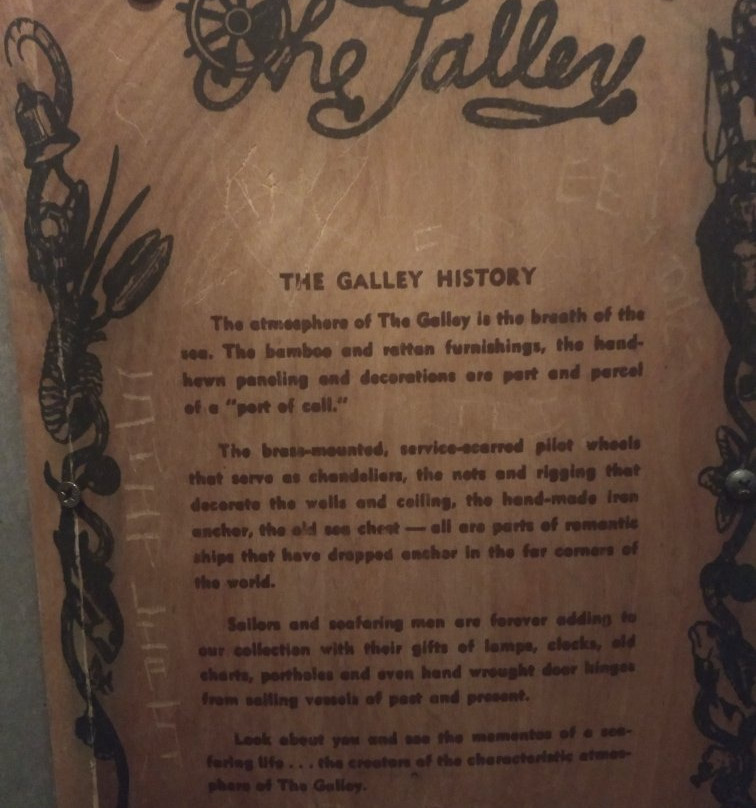 The Galley
THE GALLEY HISTORY
The atmosphere of The Galley is the breath of the
sea. The bamboo and rattan furnishings, the hand-
hewn paneling and decorations are part and parcel
of a "port of call."
The brass-mounted, service-scarred pilot wheels
that serve as chandeliers, the nets and rigging that
decorate the walls and ceiling, the hand-made iron
anchor, the old sea chest — all are parts of romantic
ships that have dropped anchor in the far corners of
the world.
Sailors and seafaring men are forever adding to
our collection with their gifts of lamps, clocks, old
charts, portholes and even hand wrought door hinges
from sailing vessels of past and present.
Look about you and see the mementos of a sea-
faring life . . . the creators of the characteristic atmos-
phere of The Galley.